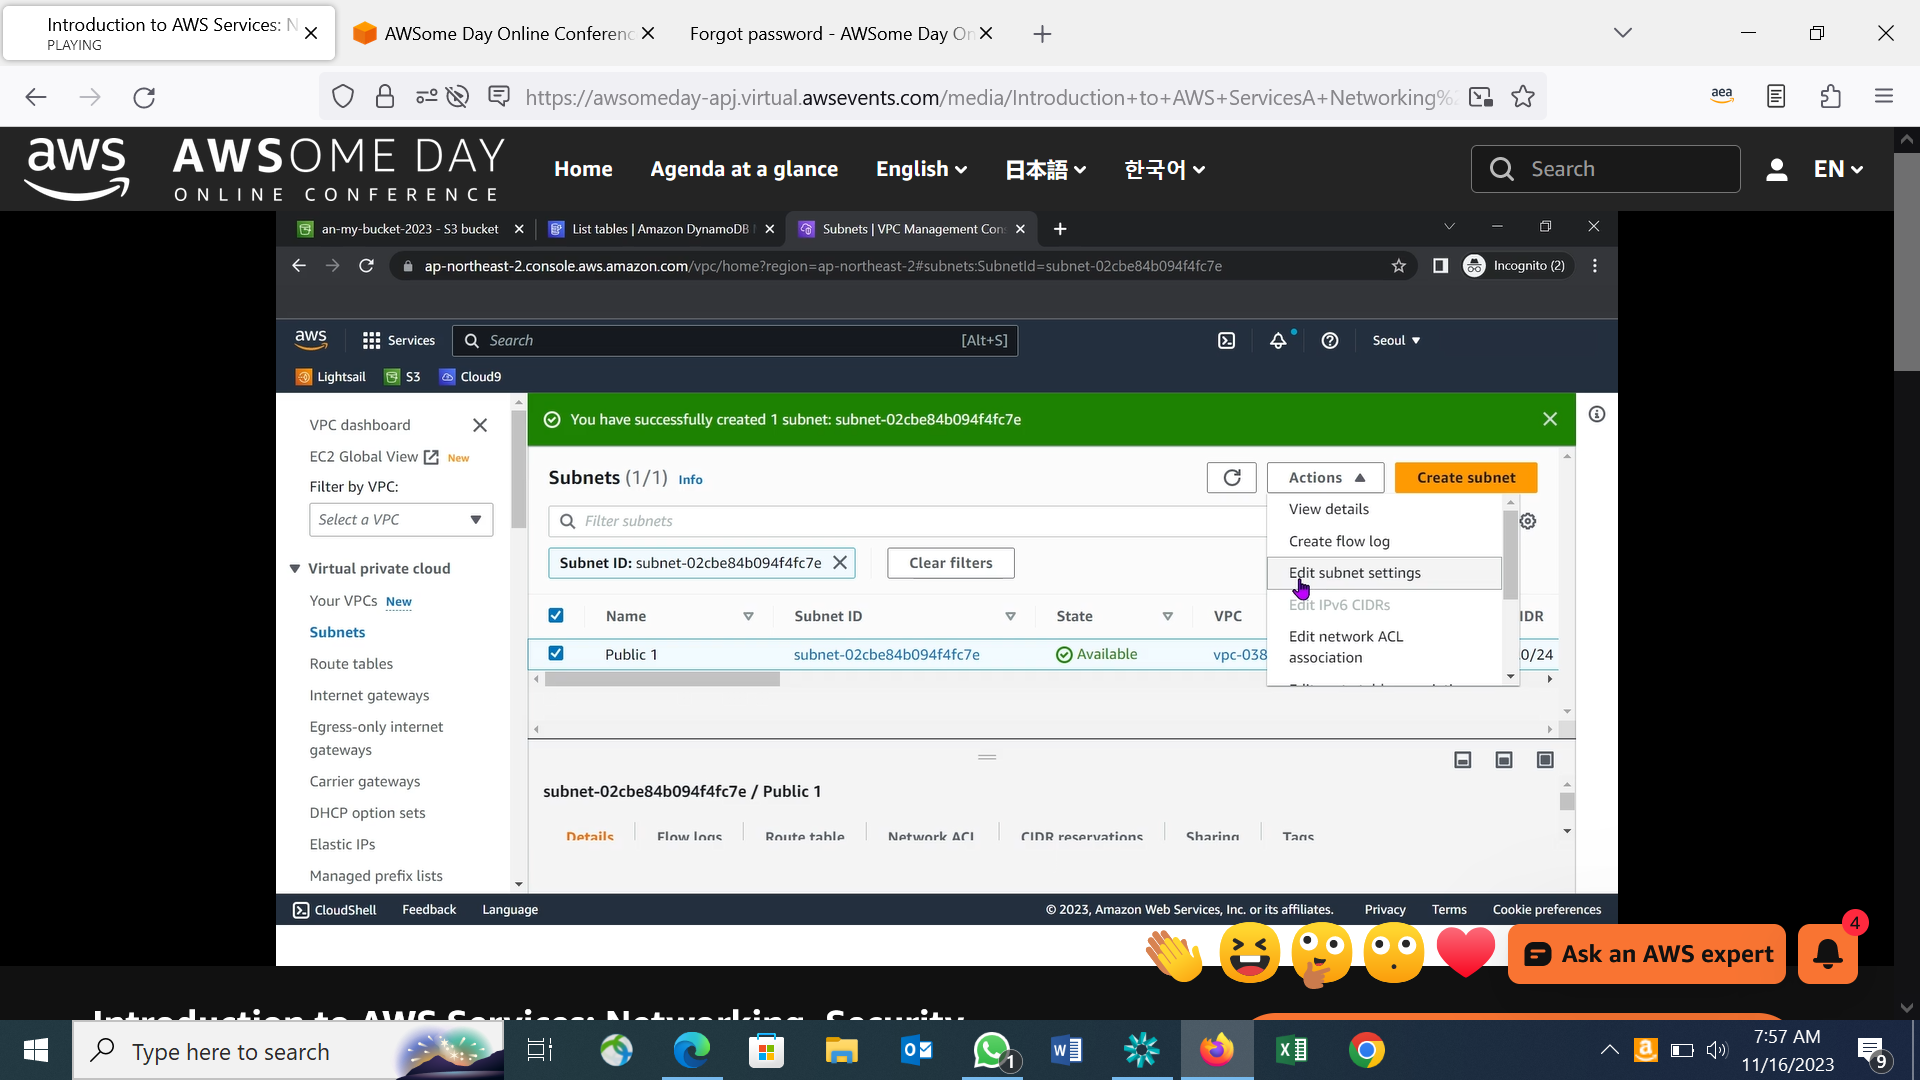 Introduction to AWS Services: N
PLAYING
AWSome Day Online Conferenc
Forgot password - AWSome Day On
https://awsomeday-apj.virtual.awsevents.com/media/Introduction+to+AWS+ServicesA+Networking%
aea
aws
AWSOME DAY
ONLINE CONFERENCE
Home
Agenda at a glance
English
日本語
한국어
Search
EN
an-my-bucket-2023 - S3 bucket
List tables | Amazon DynamoDB
Subnets | VPC Management Con
ap-northeast-2.console.aws.amazon.com/vpc/home?region=ap-northeast-2#subnets:SubnetId=subnet-02cbe84b094f4fc7e
Incognito (2)
aws
Services
Search
[Alt+S]
Seoul
Lightsail
S3
Cloud9
VPC dashboard
EC2 Global View
New
Filter by VPC:
Select a VPC
Virtual private cloud
Your VPCs New
Subnets
Route tables
Internet gateways
Egress-only internet
gateways
Carrier gateways
DHCP option sets
Elastic IPs
Managed prefix lists
You have successfully created 1 subnet: subnet-02cbe84b094f4fc7e
Subnets (1/1) Info
Actions
Create subnet
Filter subnets
View details
Create flow log
Edit subnet settings
Edit IPv6 CIDRs
Edit network ACL
association
Subnet ID: subnet-02cbe84b094f4fc7e
Clear filters
Name
Subnet ID
State
VPC
IDR
Public 1
subnet-02cbe84b094f4fc7e
Available
vpc-038
0/24
subnet-02cbe84b094f4fc7e / Public 1
Details
Flow logs
Route table
Network ACL
CIDR reservations
Sharing
Tags
CloudShell
Feedback
Language
© 2023, Amazon Web Services, Inc. or its affiliates.
Privacy
Terms
Cookie preferences
Ask an AWS expert
4
Introduction to AWS Services: Networking, Security
Type here to search
1
7:57 AM
11/16/2023
9